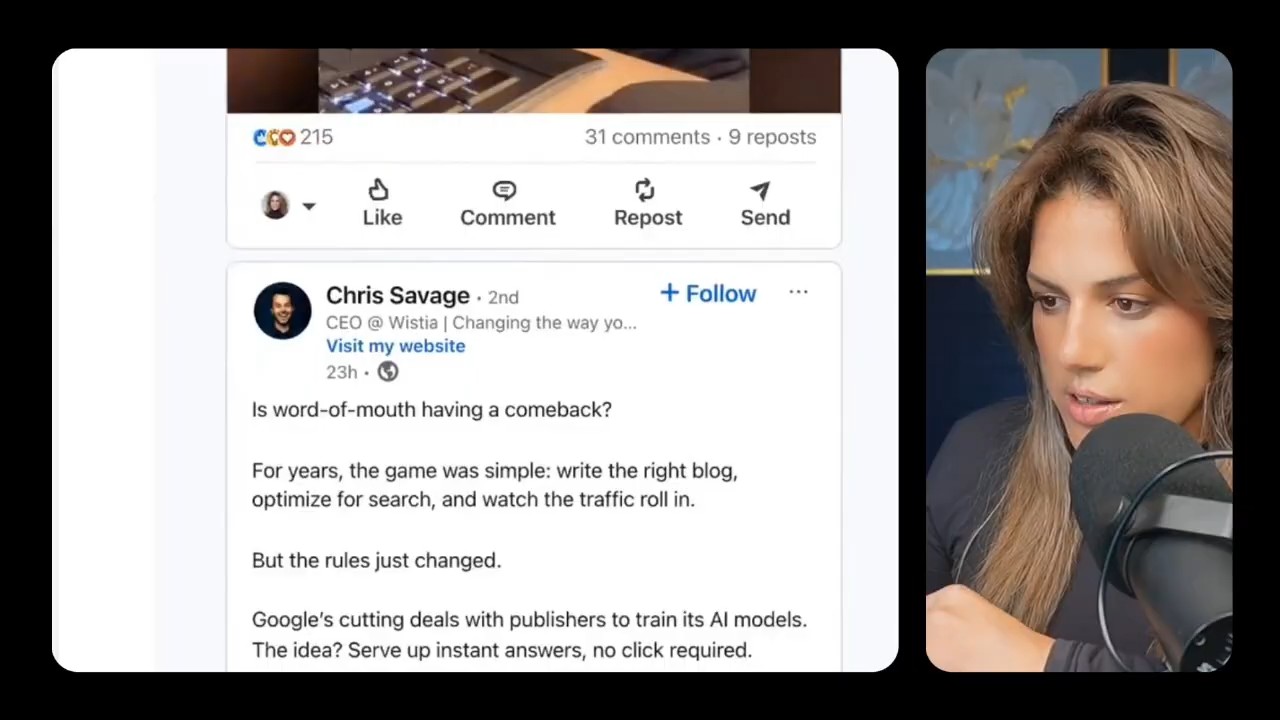 215
31 comments · 9 reposts
Like
Comment
Repost
Send
Chris Savage · 2nd
+ Follow
CEO @ Wistia | Changing the way yo...
Visit my website
23h ·
Is word-of-mouth having a comeback?
For years, the game was simple: write the right blog,
optimize for search, and watch the traffic roll in.
But the rules just changed.
Google’s cutting deals with publishers to train its AI models.
The idea? Serve up instant answers, no click required.